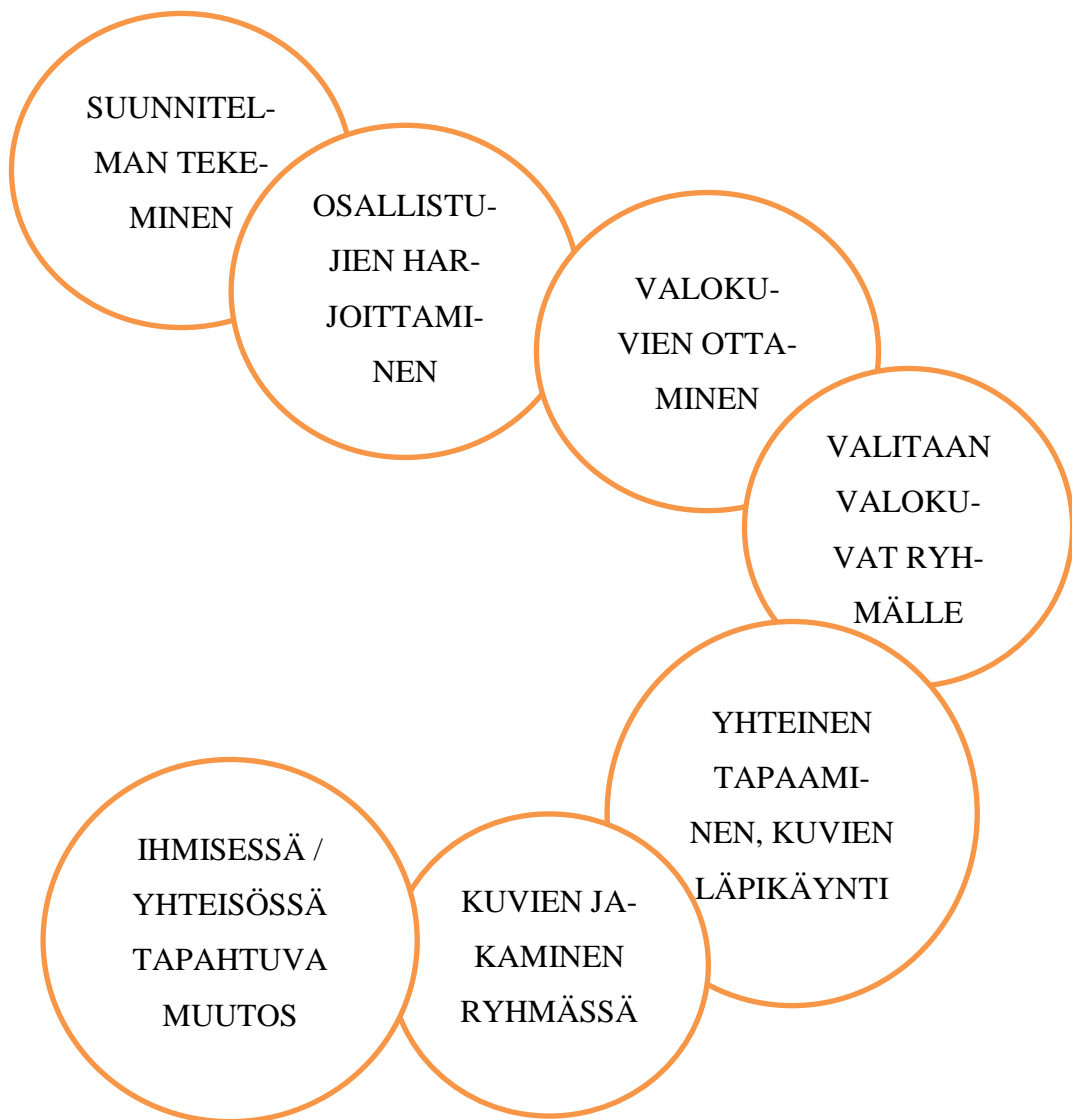 SUUNNITEL-
MAN TEKE-
MINEN
OSALLISTU-
JIEN HAR-
JOITTAMI-
NEN
VALOKU-
VIEN OTTA-
MINEN
VALITAAN
VALOKU-
VAT RYH-
MÄLLE
YHTEINEN
TAPAAMI-
NEN, KUVIEN
LÄPIKÄYNTI
KUVIEN JA-
KAMINEN
RYHMÄSSÄ
IHMISESSÄ /
YHTEISÖSSÄ
TAPAHTUVA
MUUTOS